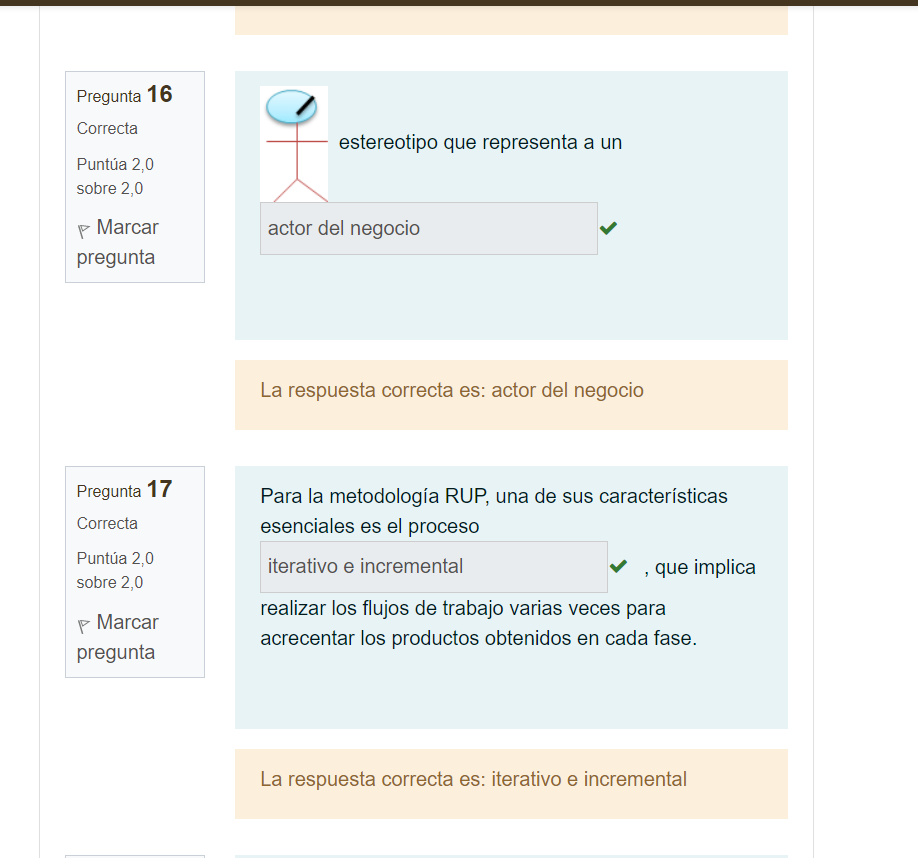 Pregunta 16
Correcta
Puntúa 2,0
sobre 2,0
Marcar
pregunta
estereotipo que representa a un
actor del negocio
La respuesta correcta es: actor del negocio
Pregunta 17
Correcta
Puntúa 2,0
sobre 2,0
Marcar
pregunta
Para la metodología RUP, una de sus características
esenciales es el proceso
iterativo e incremental , que implica
realizar los flujos de trabajo varias veces para
acrecentar los productos obtenidos en cada fase.
La respuesta correcta es: iterativo e incremental